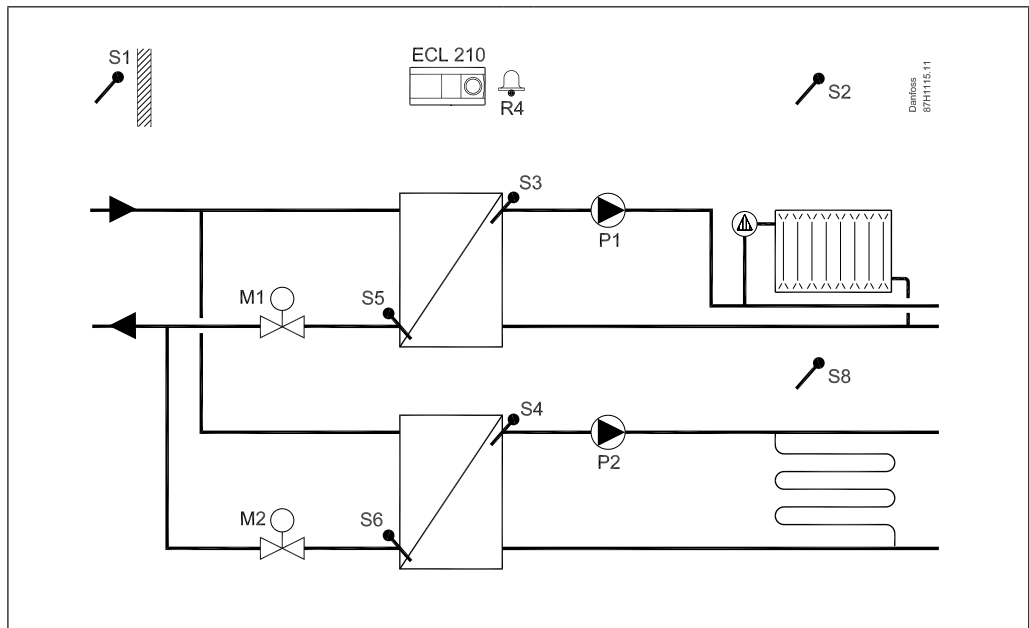 S1
ECL 210
R4
S2
Danfoss
87H1115.11
S3
P1
M1
S5
S8
S4
P2
M2
S6